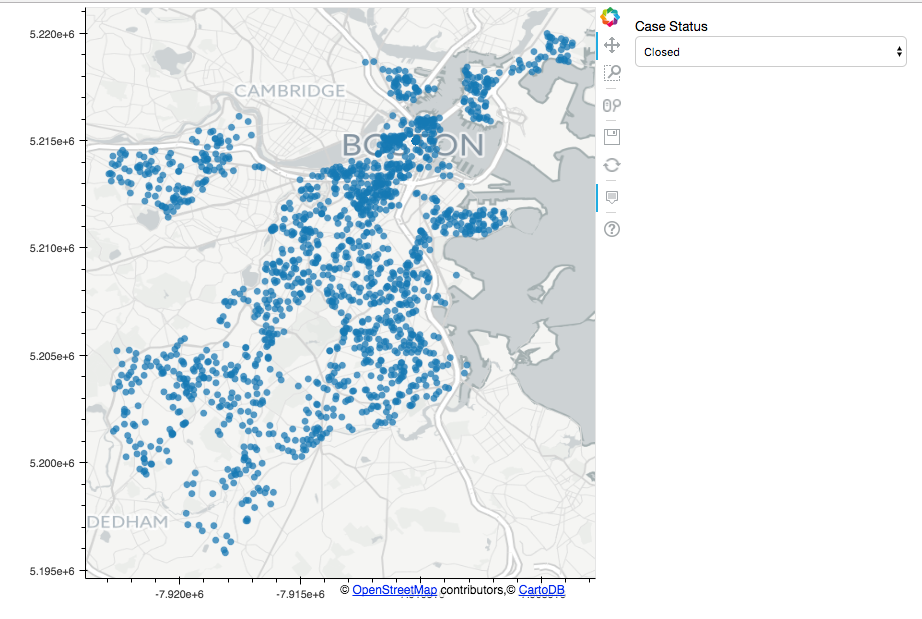 5.220e+6
Case Status
Closed
CAMBRIDGE
5.215e+6
5.210e+6
5.205e+6
5.200e+6
DEDHAM
5.195e+6
-7.920e+6
-7.915e+6
© OpenStreetMap contributors,© CartoDB